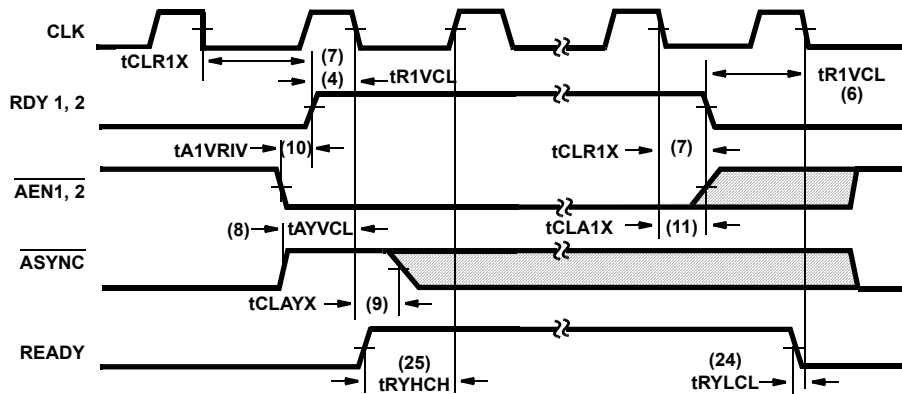 CLK
tCLR1X
(7)
(4)
tR1VCL
tR1VCL
(6)
RDY 1, 2
tA1VRIV
(10)
tCLR1X
(7)
AEN1, 2
(8)
tAYVCL
tCLA1X
(11)
ASYNC
tCLAYX
(9)
READY
(25)
tRYHCH
(24)
tRYLCL